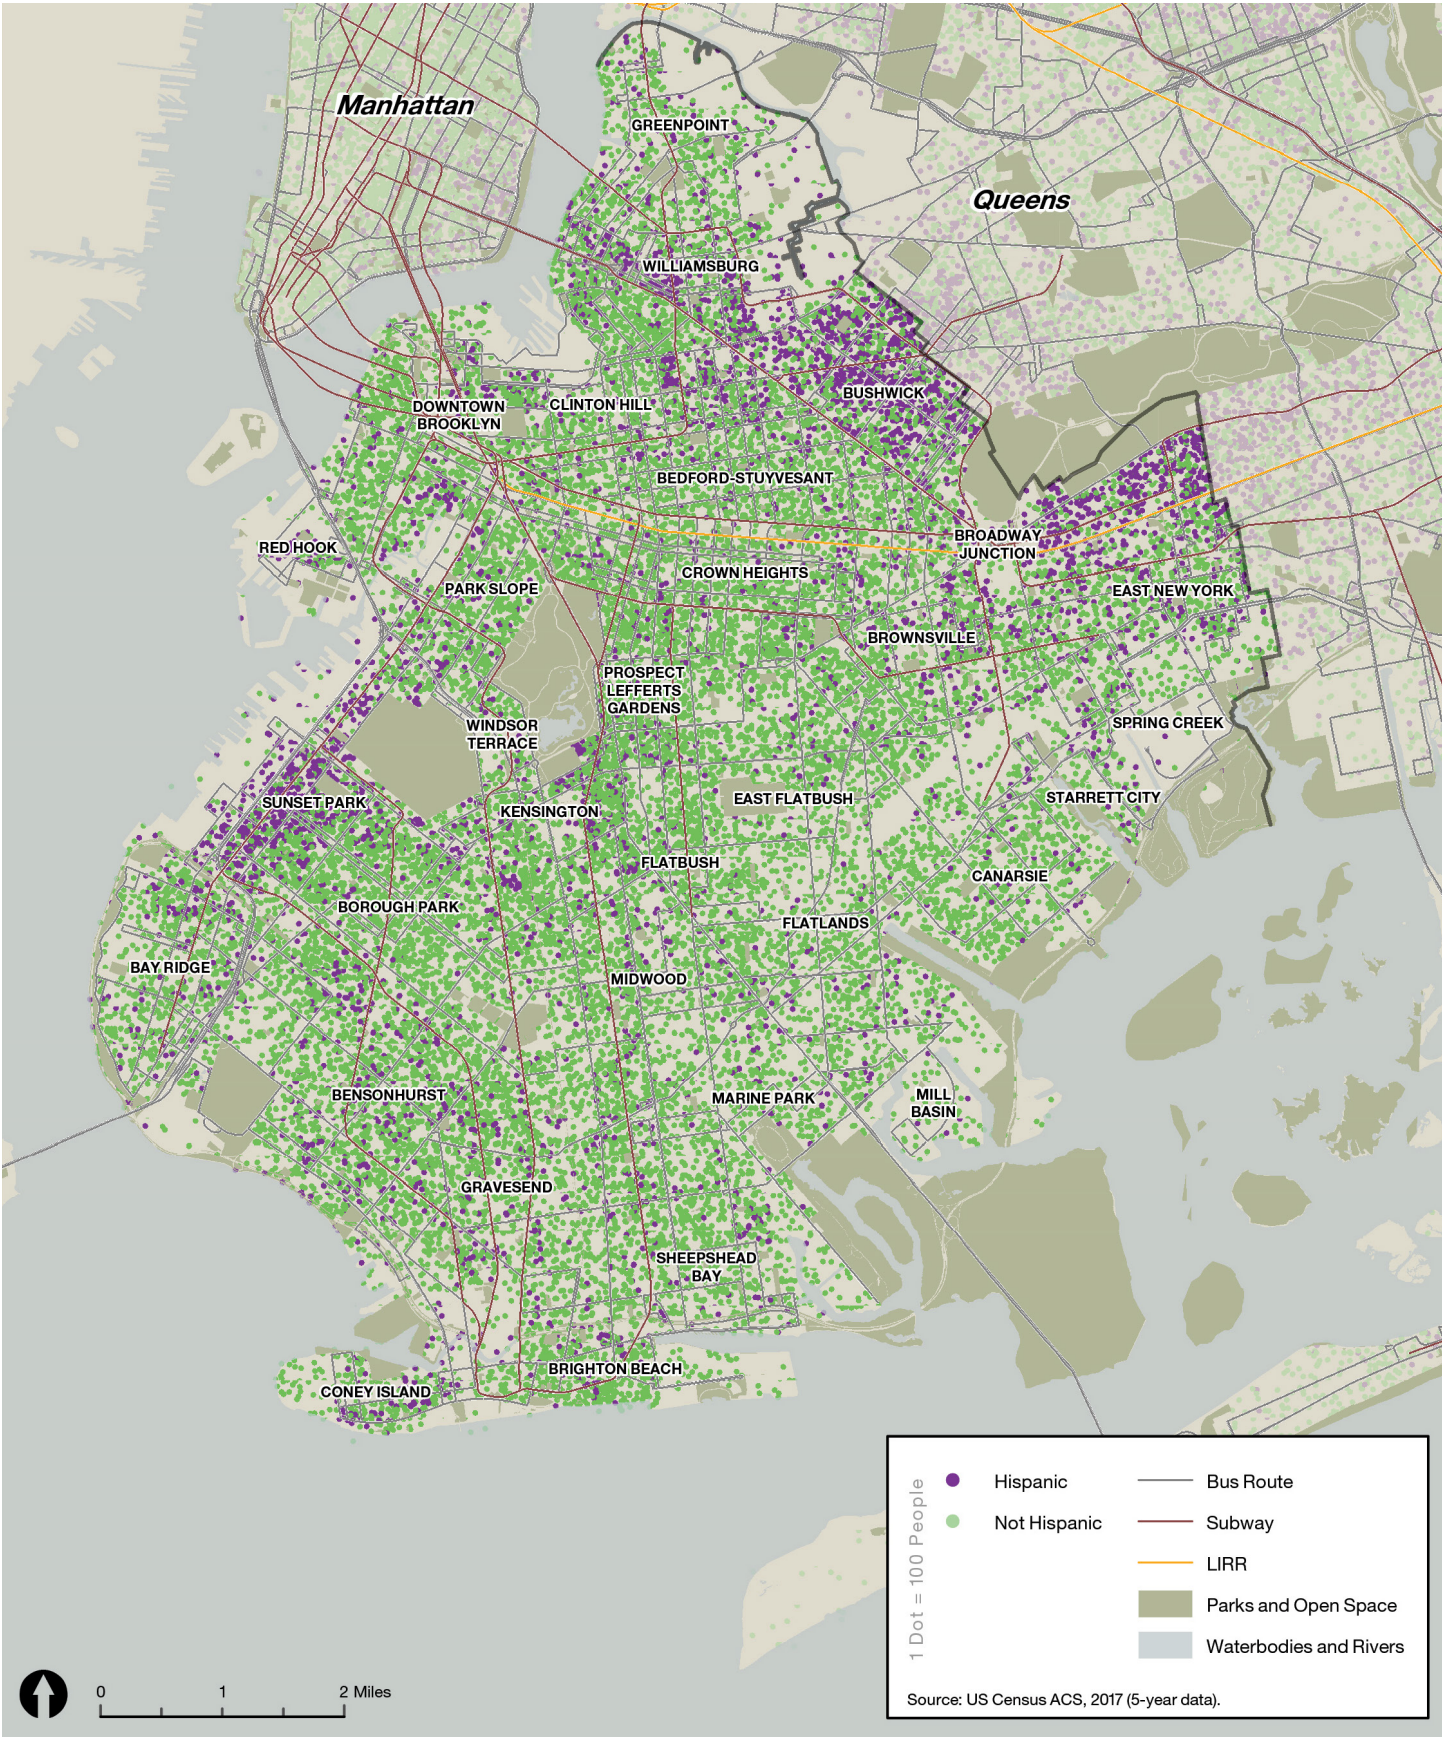 Manhattan
GREENPOINT
Queens
WILLIAMSBURG
BUSHWICK
DOWNTOWN
BROOKLYN
CLINTON HILL
BEDFORD-STUYVESANT
RED HOOK
BROADWAY
JUNCTION
CROWN HEIGHTS
PARK SLOPE
EAST NEW YORK
BROWNSVILLE
PROSPECT
LEFFERTS
GARDENS
WINDSOR
TERRACE
SPRING CREEK
SUNSET PARK
KENSINGTON
EAST FLATBUSH
STARRETT CITY
FLATBUSH
CANARSIE
BOROUGH PARK
FLATLANDS
BAY RIDGE
MIDWOOD
BENSONHURST
MARINE PARK
MILL
BASIN
GRAVESEND
SHEEPSHEAD
BAY
BRIGHTON BEACH
CONEY ISLAND
1 Dot = 100 People
Hispanic
Not Hispanic
Bus Route
Subway
LIRR
Parks and Open Space
Waterbodies and Rivers
Source: US Census ACS, 2017 (5-year data).
0 1 2 Miles